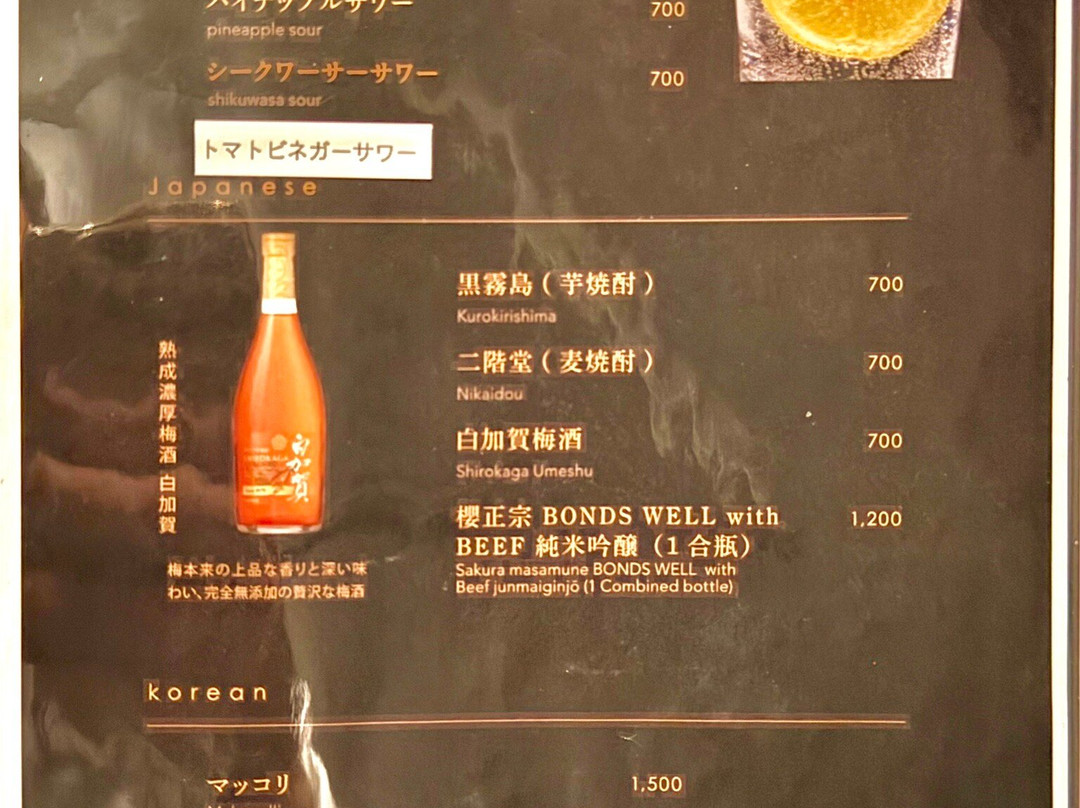 パイナップルサワー 700
pineapple sour
シークワーサーサワー 700
shikuwasa sour
トマトビネガーサワー
Japanese
熟成濃厚梅酒 白加賀
白加賀
梅本来の上品な香りと深い味
わい、完全無添加の贅沢な梅酒
黒霧島（芋焼酎） 700
Kurokirishima
二階堂（麦焼酎） 700
Nikaidou
白加賀梅酒 700
Shirokaga Umeshu
櫻正宗 BONDS WELL with 1,200
BEEF 純米吟醸（1合瓶）
Sakura masamune BONDS WELL with
Beef junmaiginjō (1 Combined bottle)
korean
マッコリ 1,500